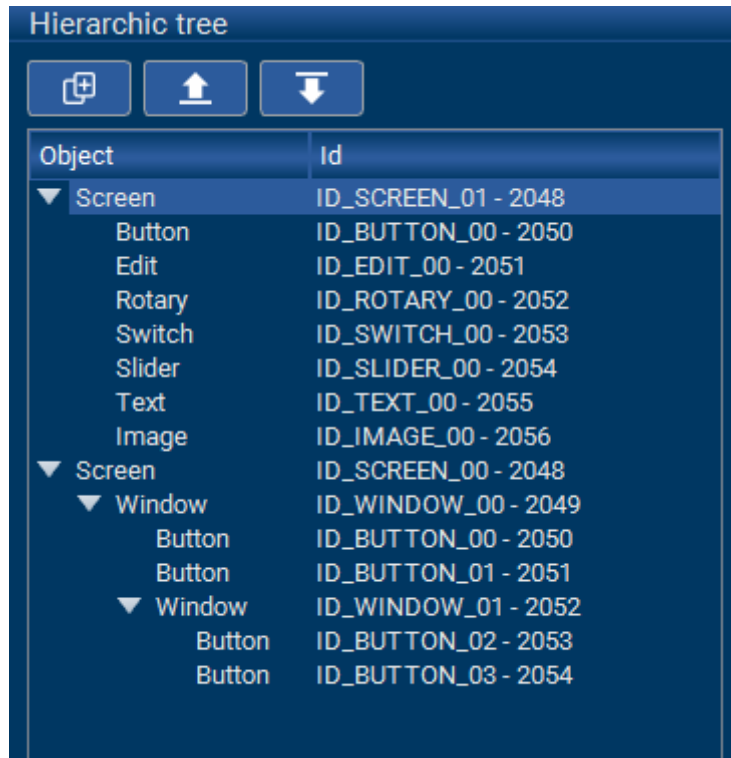 Hierarchic tree
Object Id
Screen ID_SCREEN_01 - 2048
Button ID_BUTTON_00 - 2050
Edit ID_EDIT_00 - 2051
Rotary ID_ROTARY_00 - 2052
Switch ID_SWITCH_00 - 2053
Slider ID_SLIDER_00 - 2054
Text ID_TEXT_00 - 2055
Image ID_IMAGE_00 - 2056
Screen ID_SCREEN_00 - 2048
Window ID_WINDOW_00 - 2049
Button ID_BUTTON_00 - 2050
Button ID_BUTTON_01 - 2051
Window ID_WINDOW_01 - 2052
Button ID_BUTTON_02 - 2053
Button ID_BUTTON_03 - 2054